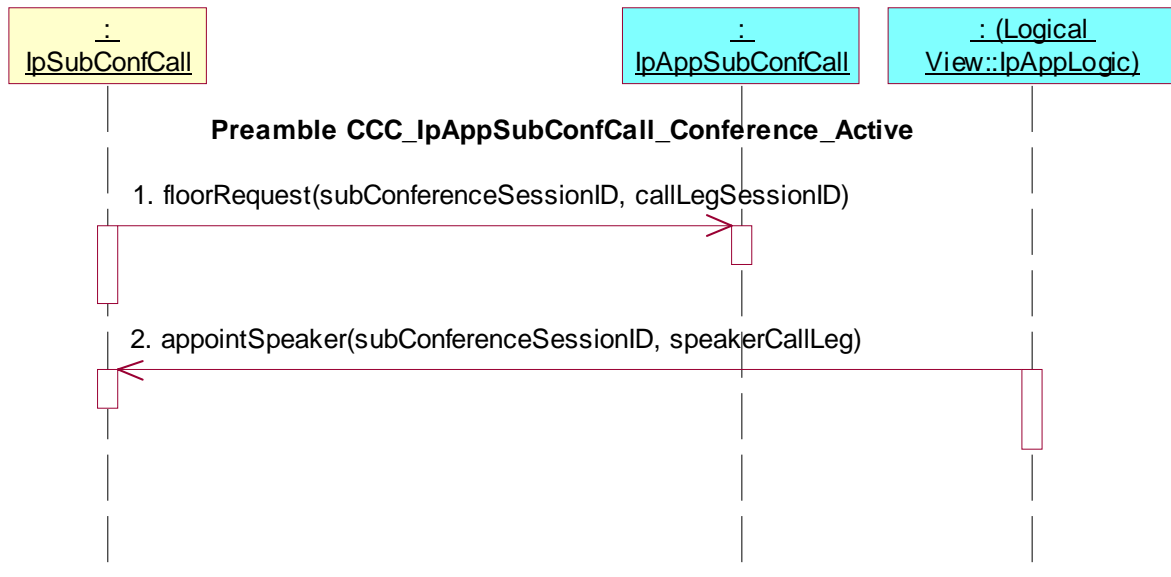 :
IpSubConfCall
:
IpAppSubConfCall
: (Logical
View::IpAppLogic)
Preamble CCC_IpAppSubConfCall_Conference_Active
1. floorRequest(subConferenceSessionID, callLegSessionID)
2. appointSpeaker(subConferenceSessionID, speakerCallLeg)